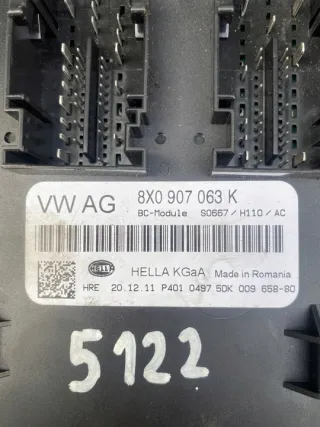 VW AG 8X0 907 063 K
BC-Module S0667/H110/AC
HELLA HELLA KGaA Made in Romania
HRE 20.12.11 P401 0497 5DK 009 658-80
5122